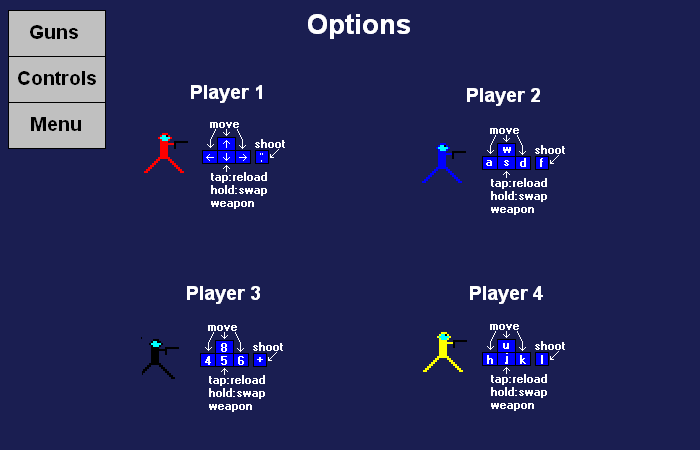 Options
Guns
Controls
Menu
Player 1
move
shoot
↑
← ↓ →
tap:reload
hold:swap
weapon
Player 2
move
shoot
w
a s d f
tap:reload
hold:swap
weapon
Player 3
move
shoot
8
4 5 6 +
tap:reload
hold:swap
weapon
Player 4
move
shoot
u
h j k l
tap:reload
hold:swap
weapon